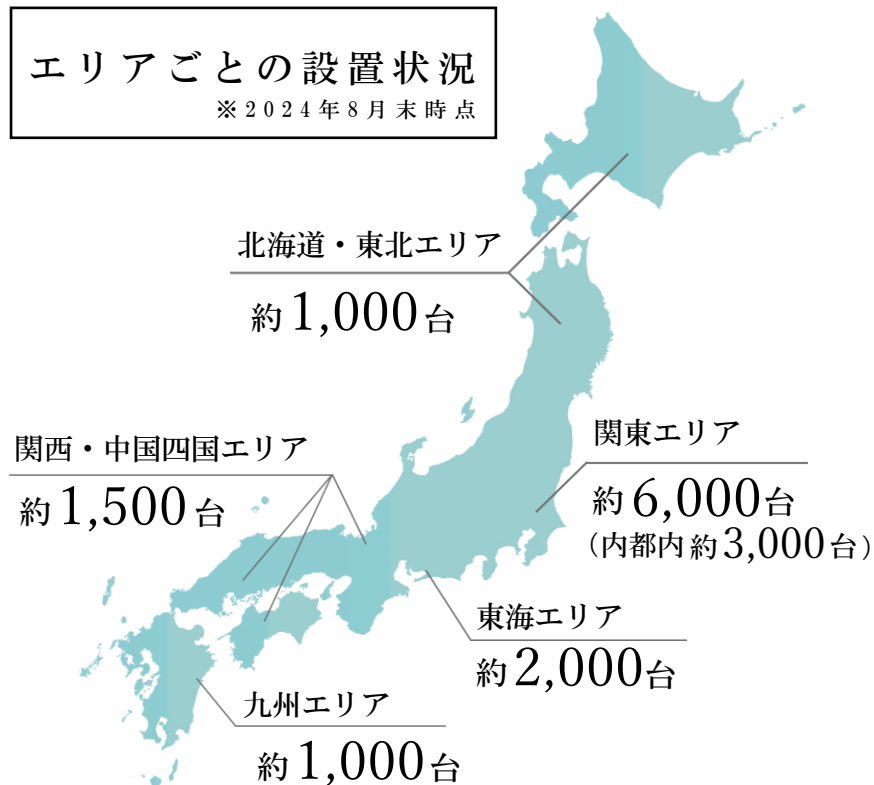 エリアごとの設置状況
※2024年8月末時点
北海道・東北エリア
約1,000台
関西・中国四国エリア
約1,500台
関東エリア
約6,000台
（内都内約3,000台）
東海エリア
約2,000台
九州エリア
約1,000台